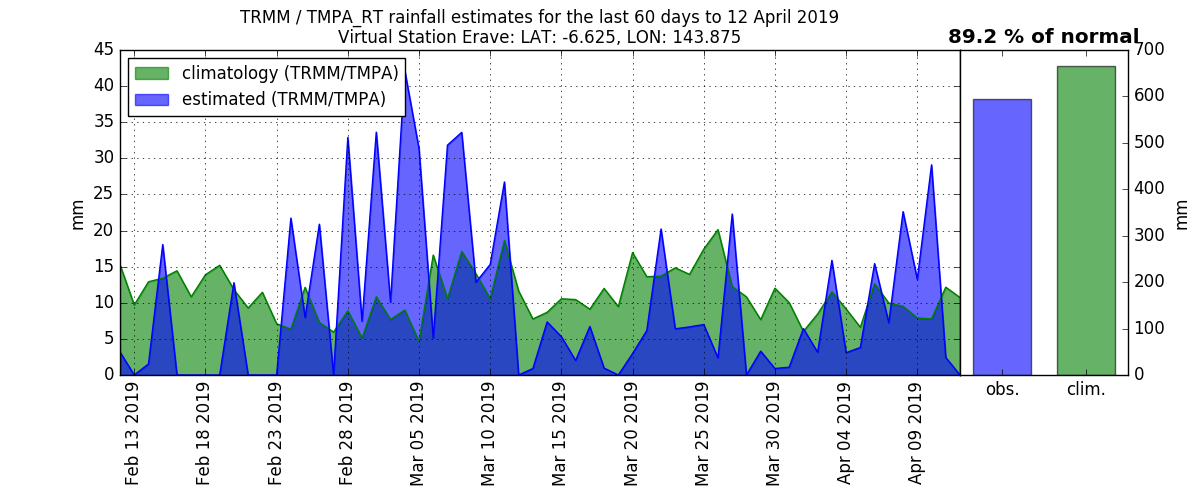 TRMM / TMPA_RT rainfall estimates for the last 60 days to 12 April 2019
Virtual Station Erave: LAT: -6.625, LON: 143.875
89.2 % of normal
climatology (TRMM/TMPA)
estimated (TRMM/TMPA)
45
40
35
30
25
20
15
10
5
0
mm
Feb 13 2019
Feb 18 2019
Feb 23 2019
Feb 28 2019
Mar 05 2019
Mar 10 2019
Mar 15 2019
Mar 20 2019
Mar 25 2019
Mar 30 2019
Apr 04 2019
Apr 09 2019
obs.
clim.
700
600
500
400
300
200
100
0
mm